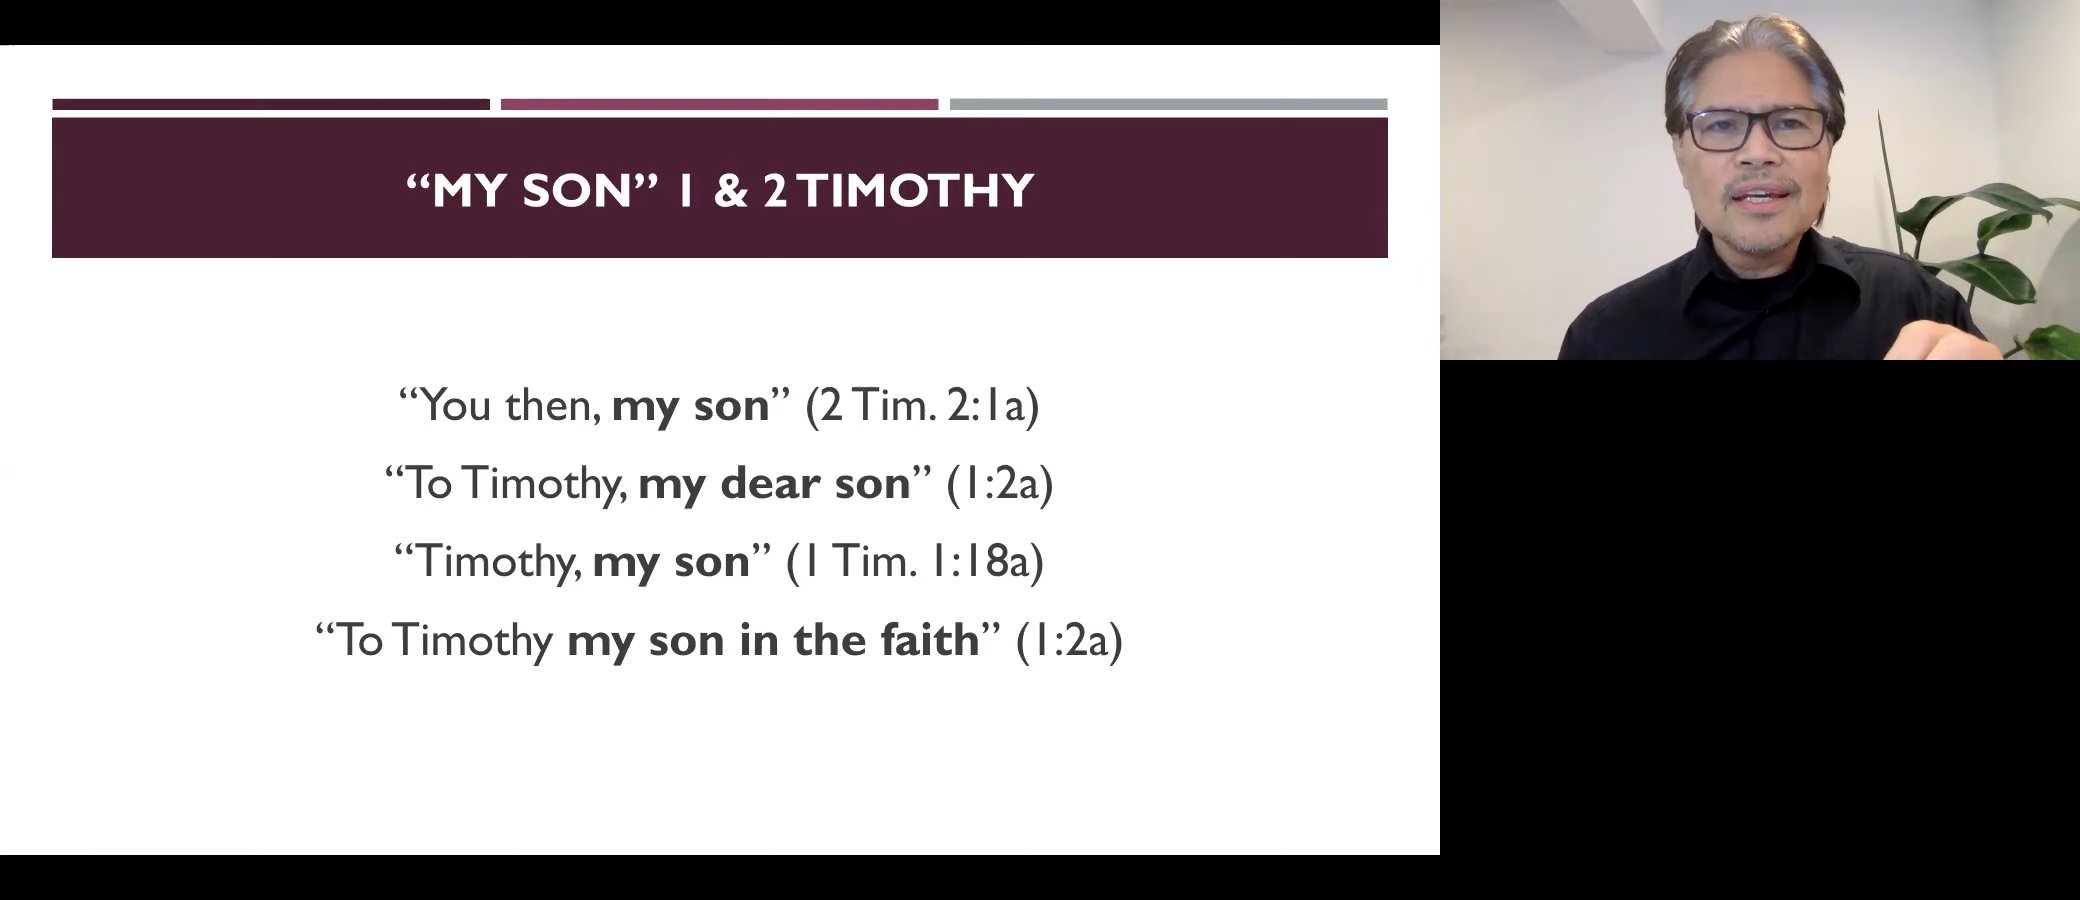 “MY SON” 1 & 2 TIMOTHY
“You then, my son” (2 Tim. 2:1a)
“To Timothy, my dear son” (1:2a)
“Timothy, my son” (1 Tim. 1:18a)
“To Timothy my son in the faith” (1:2a)